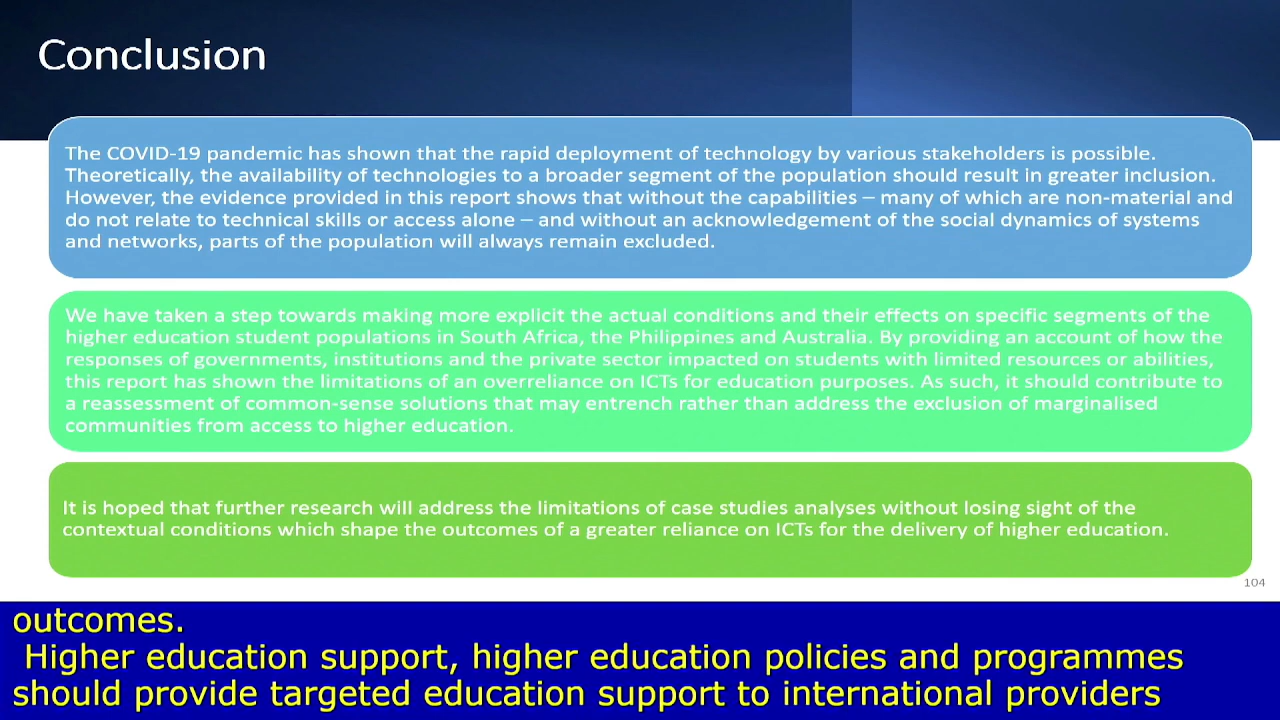 Conclusion
The COVID-19 pandemic has shown that the rapid deployment of technology by various stakeholders is possible.
Theoretically, the availability of technologies to a broader segment of the population should result in greater inclusion.
However, the evidence provided in this report shows that without the capabilities – many of which are non-material and
do not relate to technical skills or access alone – and without an acknowledgement of the social dynamics of systems
and networks, parts of the population will always remain excluded.
We have taken a step towards making more explicit the actual conditions and their effects on specific segments of the
higher education student populations in South Africa, the Philippines and Australia. By providing an account of how the
responses of governments, institutions and the private sector impacted on students with limited resources or abilities,
this report has shown the limitations of an overreliance on ICTs for education purposes. As such, it should contribute to
a reassessment of common-sense solutions that may entrench rather than address the exclusion of marginalised
communities from access to higher education.
It is hoped that further research will address the limitations of case studies analyses without losing sight of the
contextual conditions which shape the outcomes of a greater reliance on ICTs for the delivery of higher education.
104
outcomes.
Higher education support, higher education policies and programmes
should provide targeted education support to international providers